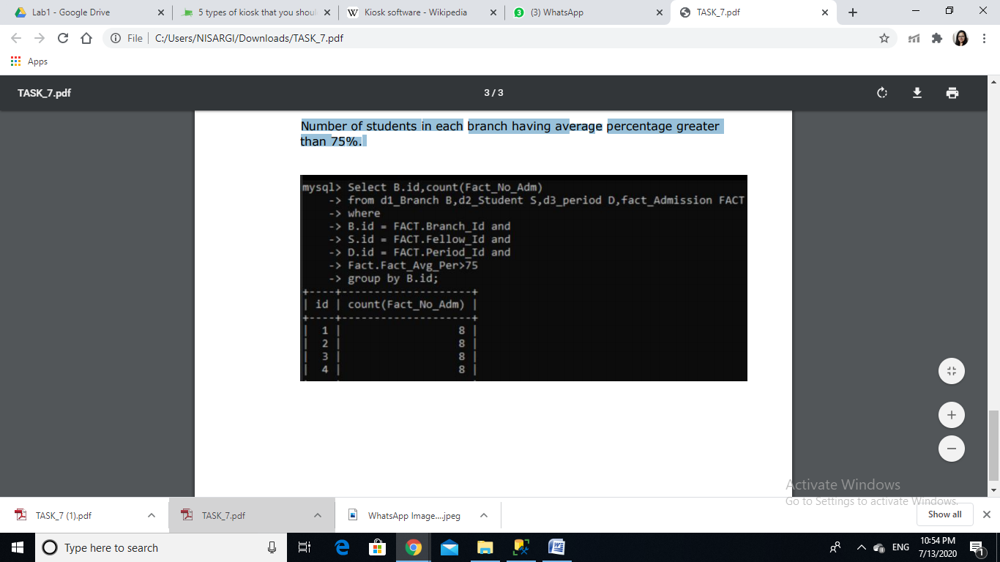 Lab1 - Google Drive
5 types of kiosk that you shoul
Kiosk software - Wikipedia
3
(3) WhatsApp
TASK_7.pdf
File
C:/Users/NISARGI/Downloads/TASK_7.pdf
Apps
TASK_7.pdf
3 / 3
Number of students in each branch having average percentage greater
than 75%.
mysql> Select B.id,count(Fact_No_Adm)
-> from d1_Branch B,d2_Student S,d3_period D,fact_Admission FACT
-> where
-> B.id = FACT.Branch_Id and
-> S.id = FACT.Fellow_Id and
-> D.id = FACT.Period_Id and
-> Fact.Fact_Avg_Per>75
-> group by B.id;
+----+--------------------+
| id | count(Fact_No_Adm) |
+----+--------------------+
| 1 | 8 |
| 2 | 8 |
| 3 | 8 |
| 4 | 8 |
Activate Windows
Go to Settings to activate Windows.
TASK_7 (1).pdf
TASK_7.pdf
WhatsApp Image....jpeg
Show all
Type here to search
ENG
10:54 PM
7/13/2020
1